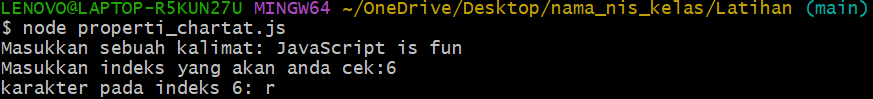 LENOVO@LAPTOP-R5KUN27U MINGW64 ~/OneDrive/Desktop/nama_nis_kelas/Latihan (main)
$ node properti_chartat.js
Masukkan sebuah kalimat: JavaScript is fun
Masukkan indeks yang akan anda cek:6
karakter pada indeks 6: r